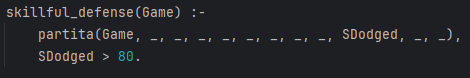 skillful_defense(Game) :-
    partita(Game, _, _, _, _, _, _, _, _, SDodged, _, _),
    SDodged > 80.